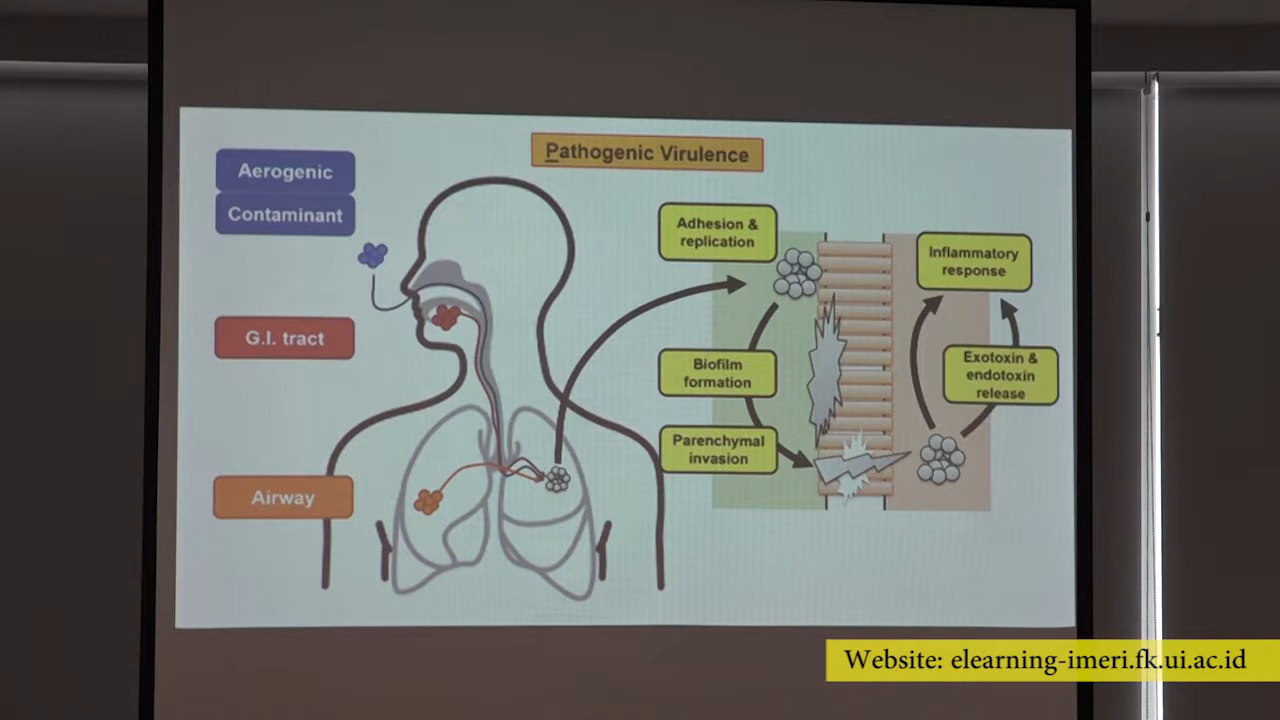 Pathogenic Virulence
Aerogenic
Contaminant
G.I. tract
Airway
Adhesion &
replication
Biofilm
formation
Parenchymal
invasion
Inflammatory
response
Exotoxin &
endotoxin
release
Website: elearning-imeri.fk.ui.ac.id